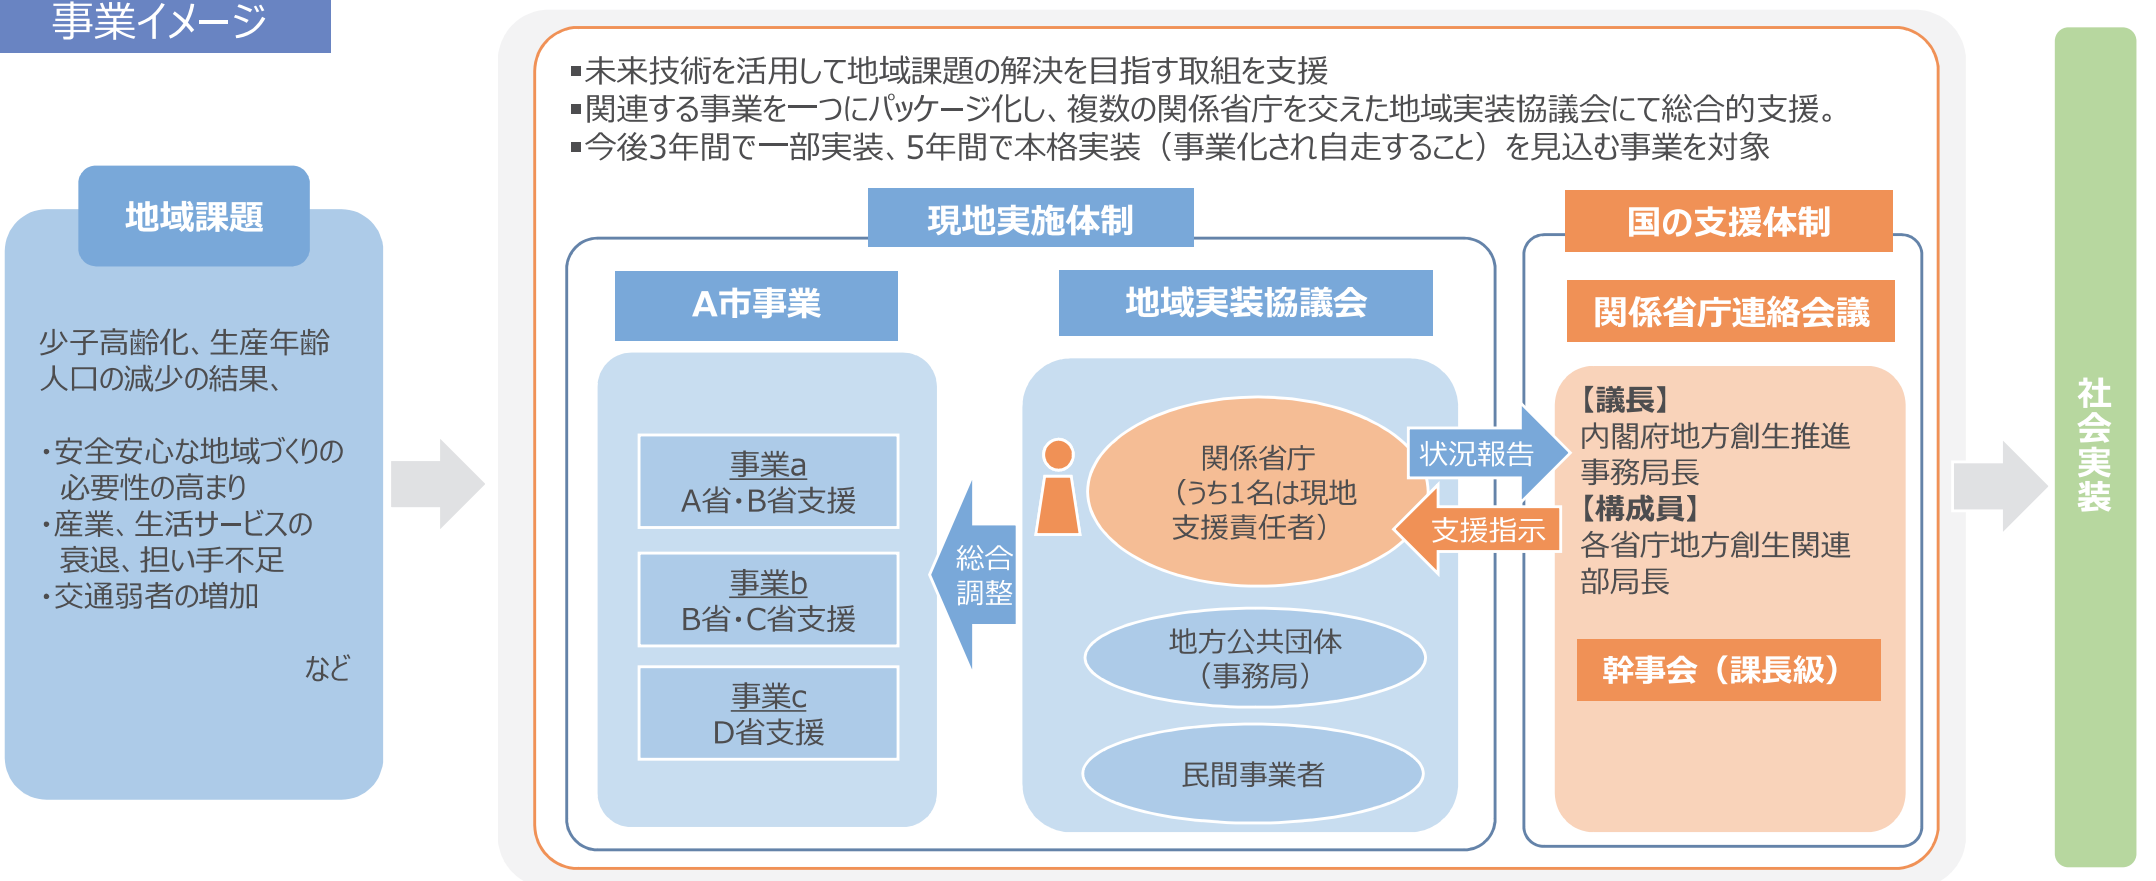 事業イメージ
地域課題
少子高齢化、生産年齢
人口の減少の結果、
・安全安心な地域づくりの
必要性の高まり
・産業、生活サービスの
衰退、担い手不足
・交通弱者の増加
など
▪未来技術を活用して地域課題の解決を目指す取組を支援
▪関連する事業を一つにパッケージ化し、複数の関係省庁を交えた地域実装協議会にて総合的支援。
▪今後3年間で一部実装、5年間で本格実装（事業化され自走すること）を見込む事業を対象
現地実施体制
A市事業
事業a
A省・B省支援
事業b
B省・C省支援
事業c
D省支援
総合
調整
地域実装協議会
関係省庁
（うち1名は現地
支援責任者）
地方公共団体
（事務局）
民間事業者
状況報告
支援指示
国の支援体制
関係省庁連絡会議
【議長】
内閣府地方創生推進
事務局長
【構成員】
各省庁地方創生関連
部局長
幹事会（課長級）
社会実装